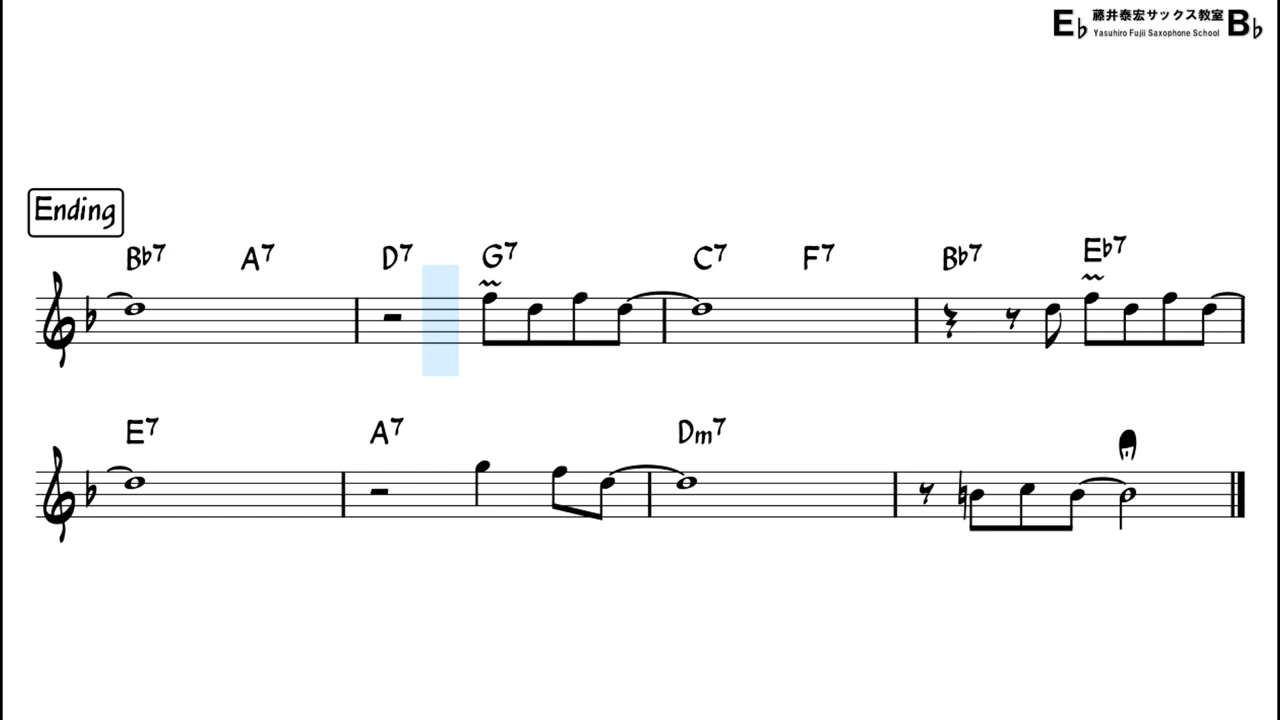 E♭ 藤井泰宏サックス教室 B♭
Yasuhiro Fujii Saxophone School
Ending
B♭7 A7 D7 G7 C7 F7 B♭7 E♭7
E7 A7 Dm7